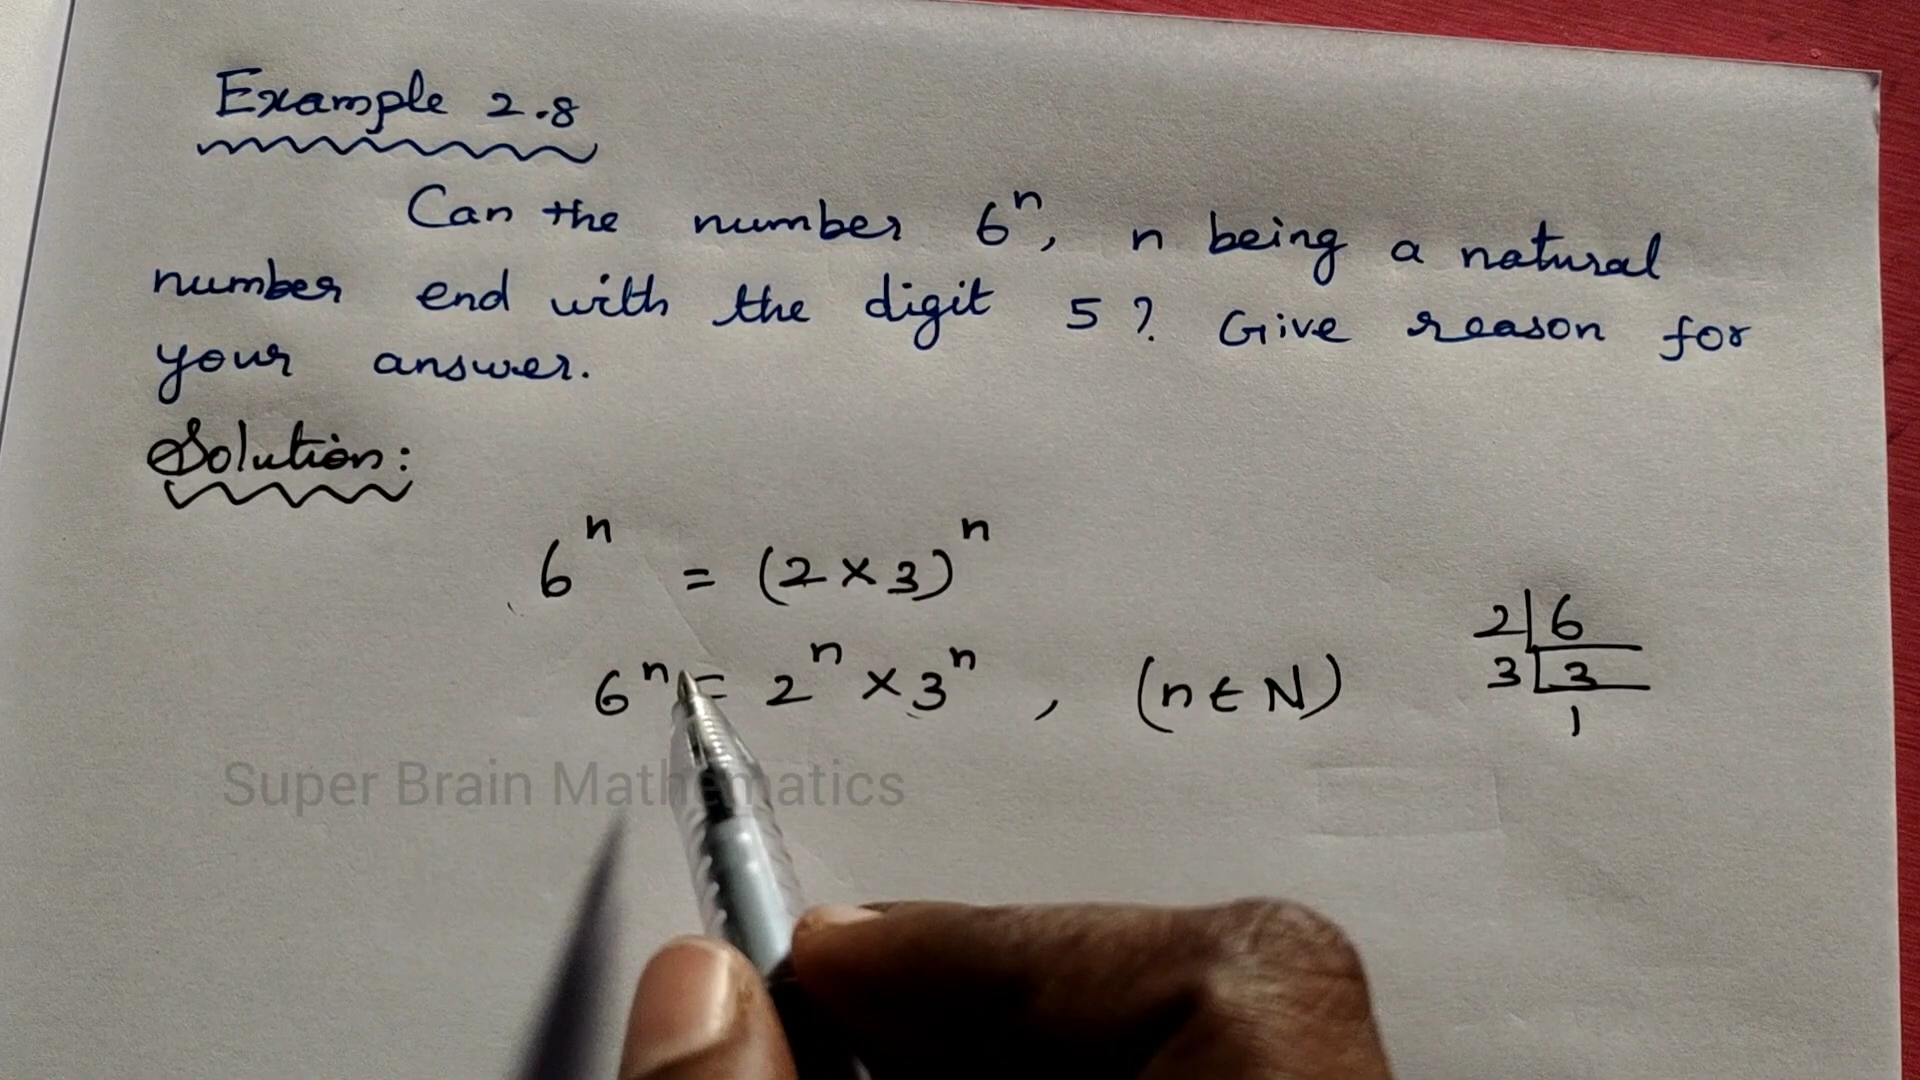 Example 2.8
Can the number 6ⁿ, n being a natural
number end with the digit 5? Give reason for
your answer.
Solution:
6ⁿ = (2 × 3)ⁿ
6ⁿ = 2ⁿ × 3ⁿ, (n ∈ N)
2 | 6
3 | 3
1
Super Brain Mathematics